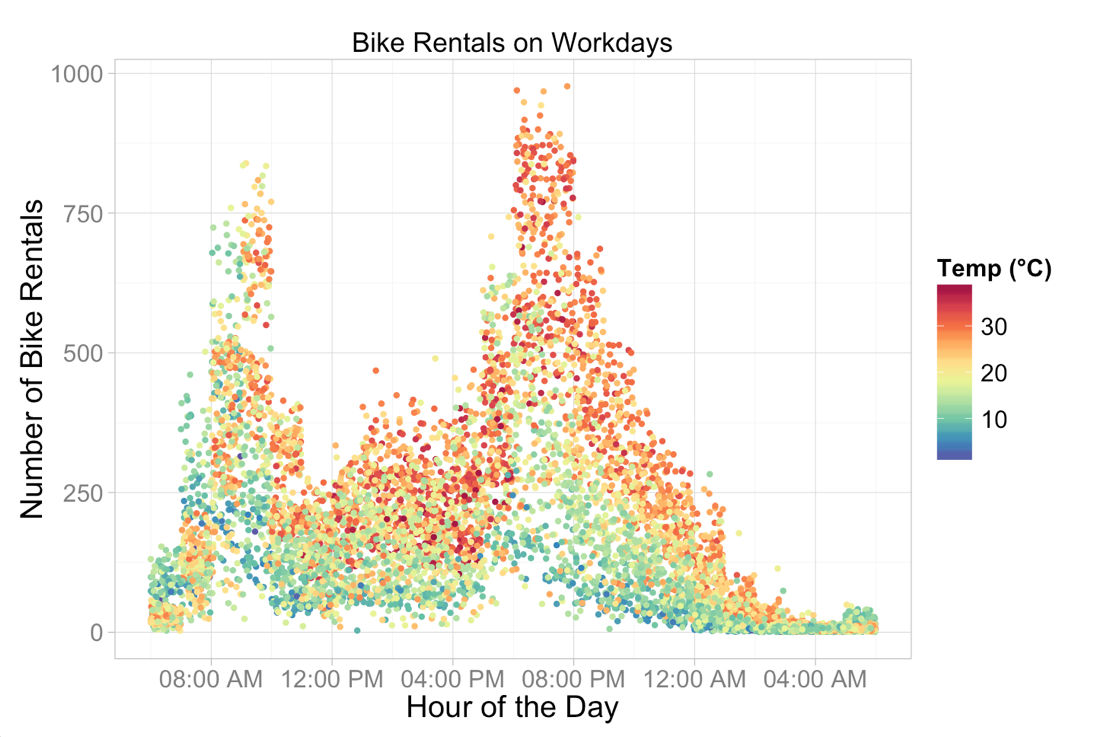 Bike Rentals on Workdays
1000
750
500
250
0
Number of Bike Rentals
08:00 AM 12:00 PM 04:00 PM 08:00 PM 12:00 AM 04:00 AM
Hour of the Day
Temp (°C)
30
20
10